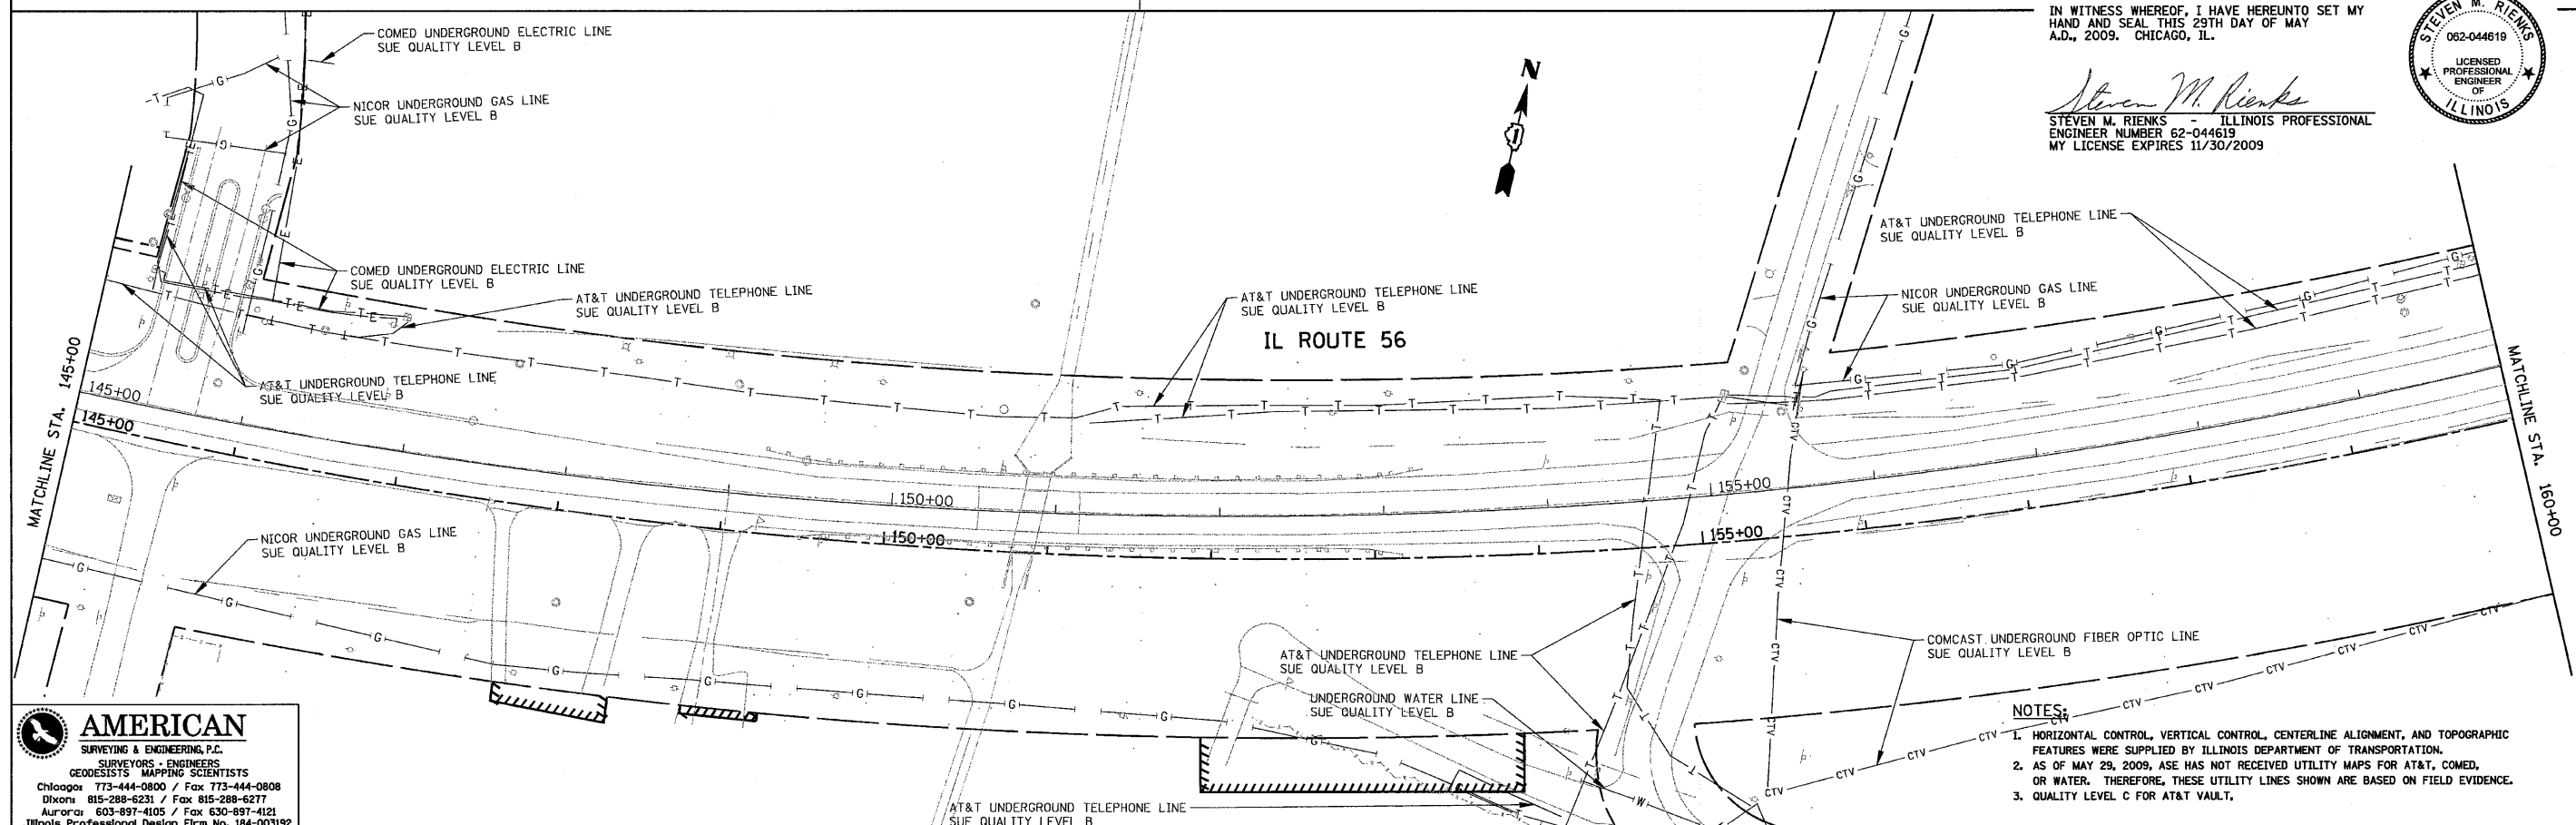 IN WITNESS WHEREOF, I HAVE HEREUNTO SET MY
HAND AND SEAL THIS 29TH DAY OF MAY
A.D., 2009. CHICAGO, IL.
STEVEN M. RIENKS
062-044619
LICENSED
PROFESSIONAL
ENGINEER
OF
ILLINOIS
Steven M. Rienks
STEVEN M. RIENKS - ILLINOIS PROFESSIONAL
ENGINEER NUMBER 62-044619
MY LICENSE EXPIRES 11/30/2009
COMED UNDERGROUND ELECTRIC LINE
SUE QUALITY LEVEL B
NICOR UNDERGROUND GAS LINE
SUE QUALITY LEVEL B
N
1
AT&T UNDERGROUND TELEPHONE LINE
SUE QUALITY LEVEL B
COMED UNDERGROUND ELECTRIC LINE
SUE QUALITY LEVEL B
AT&T UNDERGROUND TELEPHONE LINE
SUE QUALITY LEVEL B
AT&T UNDERGROUND TELEPHONE LINE
SUE QUALITY LEVEL B
IL ROUTE 56
NICOR UNDERGROUND GAS LINE
SUE QUALITY LEVEL B
AT&T UNDERGROUND TELEPHONE LINE
SUE QUALITY LEVEL B
MATCHLINE STA. 145+00
145+00
145+00
150+00
150+00
155+00
155+00
MATCHLINE STA. 160+00
NICOR UNDERGROUND GAS LINE
SUE QUALITY LEVEL B
AT&T UNDERGROUND TELEPHONE LINE
SUE QUALITY LEVEL B
UNDERGROUND WATER LINE
SUE QUALITY LEVEL B
COMCAST UNDERGROUND FIBER OPTIC LINE
SUE QUALITY LEVEL B
AT&T UNDERGROUND TELEPHONE LINE
SUE QUALITY LEVEL B
NOTES:
1. HORIZONTAL CONTROL, VERTICAL CONTROL, CENTERLINE ALIGNMENT, AND TOPOGRAPHIC
FEATURES WERE SUPPLIED BY ILLINOIS DEPARTMENT OF TRANSPORTATION.
2. AS OF MAY 29, 2009, ASE HAS NOT RECEIVED UTILITY MAPS FOR AT&T, COMED,
OR WATER. THEREFORE, THESE UTILITY LINES SHOWN ARE BASED ON FIELD EVIDENCE.
3. QUALITY LEVEL C FOR AT&T VAULT.
AMERICAN
SURVEYING & ENGINEERING, P.C.
SURVEYORS • ENGINEERS
GEODESISTS MAPPING SCIENTISTS
Chicago: 773-444-0800 / Fax 773-444-0808
Dixon: 815-288-6231 / Fax 815-288-6277
Aurora: 603-897-4105 / Fax 630-897-4121
Illinois Professional Design Firm No. 184-003192